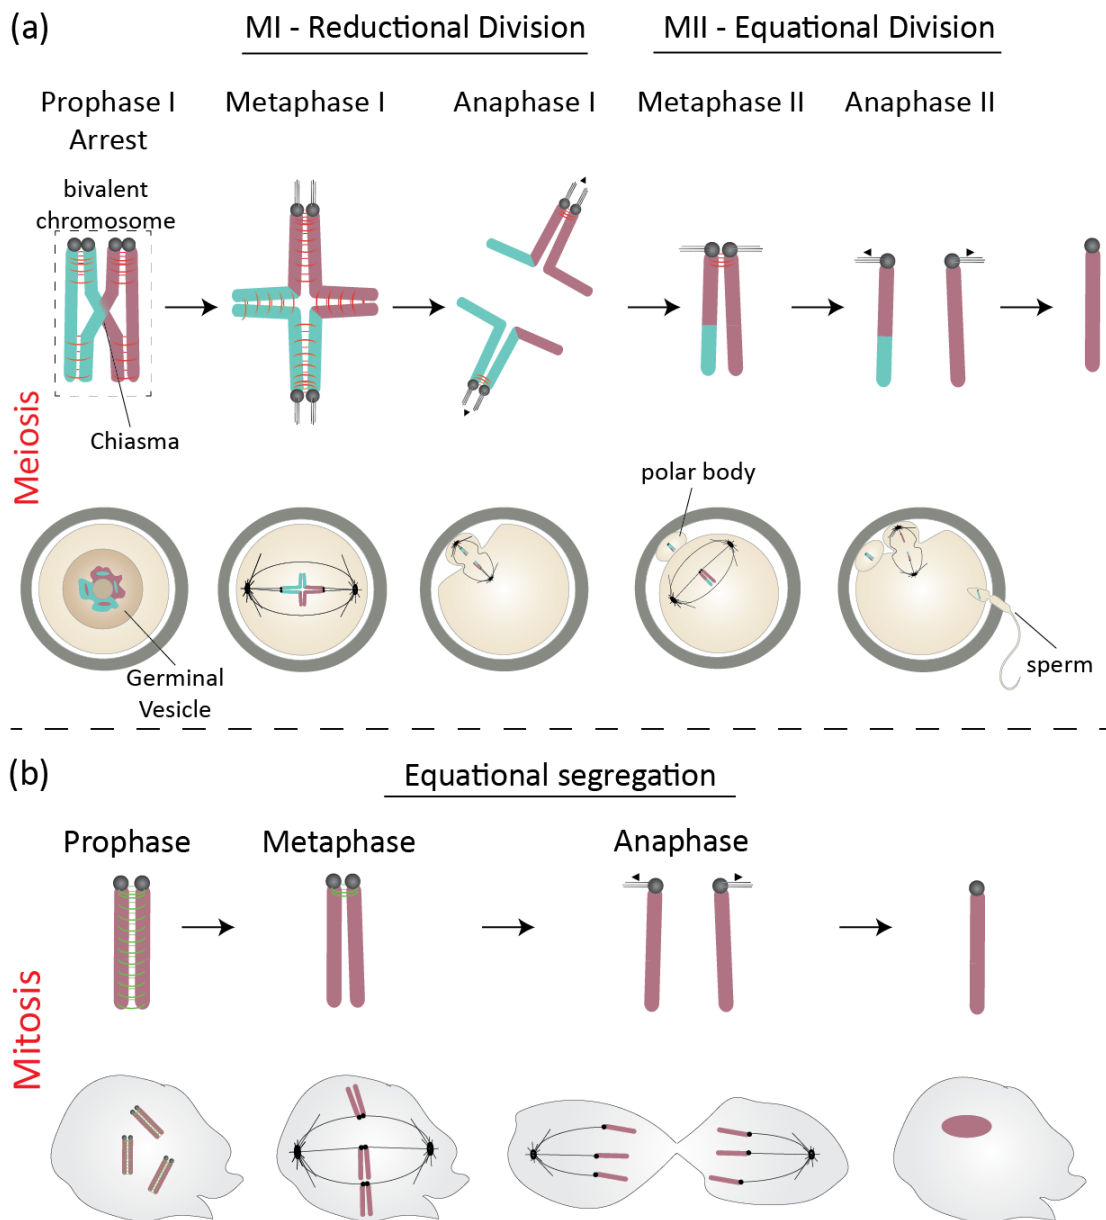 (a)
MI - Reductional Division
MII - Equational Division
Prophase I
Arrest
Metaphase I
Anaphase I
Metaphase II
Anaphase II
bivalent
chromosome
Chiasma
Meiosis
polar body
Germinal
Vesicle
sperm
(b)
Equational segregation
Prophase
Metaphase
Anaphase
Mitosis